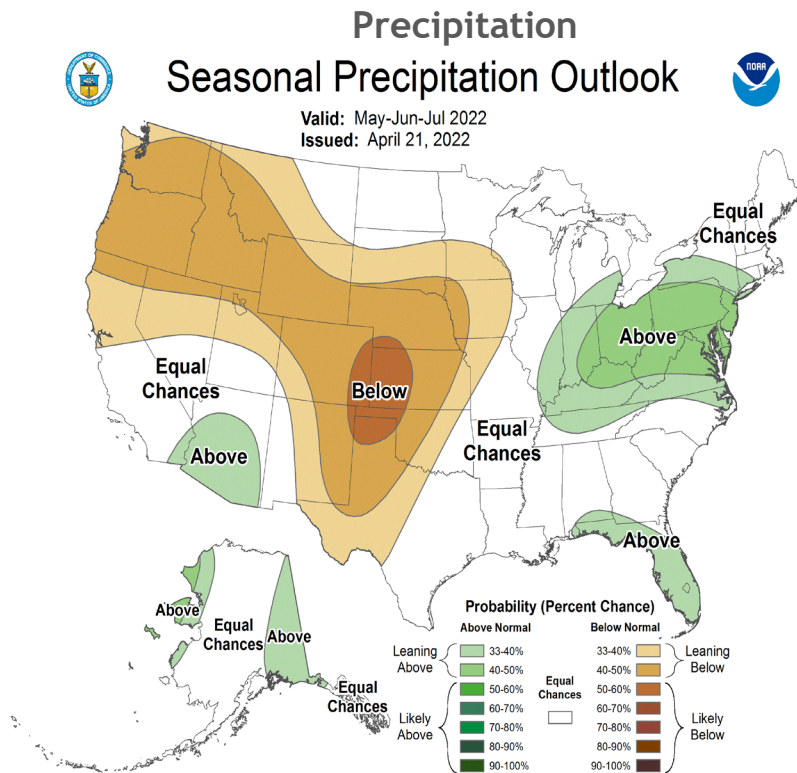 Precipitation
Seasonal Precipitation Outlook
NOAA
Valid: May-Jun-Jul 2022
Issued: April 21, 2022
Equal
Chances
Above
Equal
Chances
Below
Above
Equal
Chances
Above
Above
Equal
Chances
Above
Equal
Chances
Probability (Percent Chance)
Above Normal
Below Normal
Leaning
Above
33-40%
40-50%
Likely
Above
50-60%
60-70%
70-80%
80-90%
90-100%
Equal
Chances
33-40%
40-50%
Leaning
Below
50-60%
60-70%
70-80%
80-90%
90-100%
Likely
Below